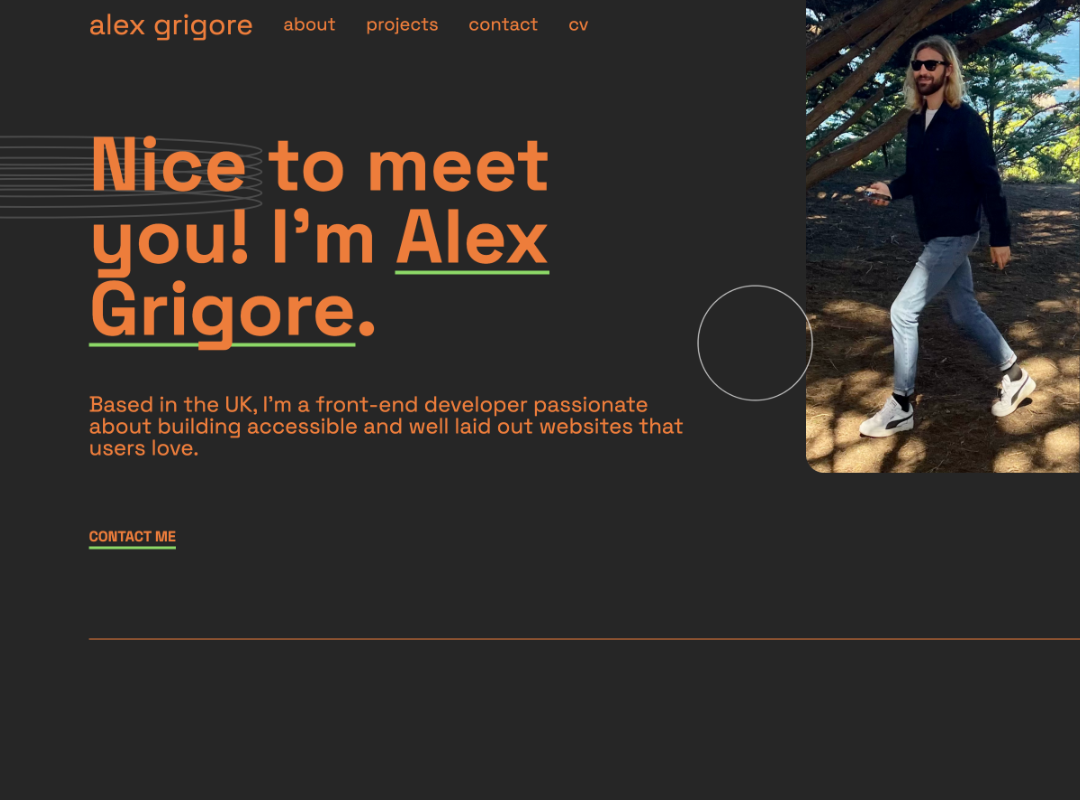 alex grigore about projects contact cv
Nice to meet
you! I’m Alex
Grigore.
Based in the UK, I’m a front-end developer passionate
about building accessible and well laid out websites that
users love.
CONTACT ME